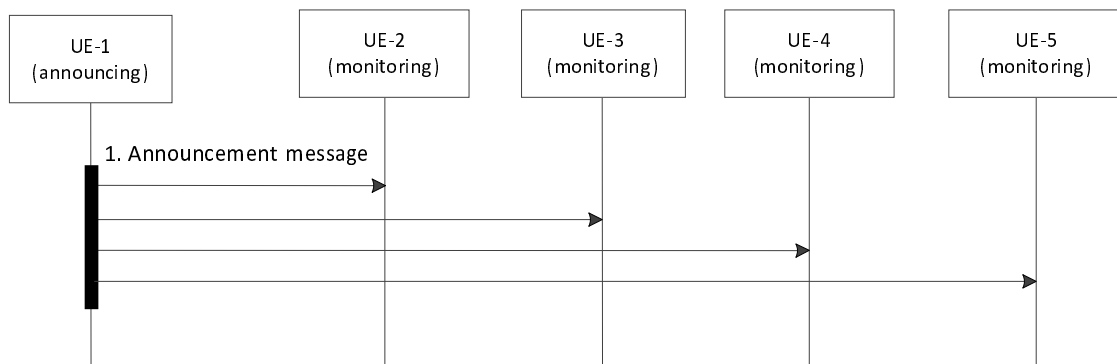 UE-1
(announcing)
UE-2
(monitoring)
UE-3
(monitoring)
UE-4
(monitoring)
UE-5
(monitoring)
1. Announcement message